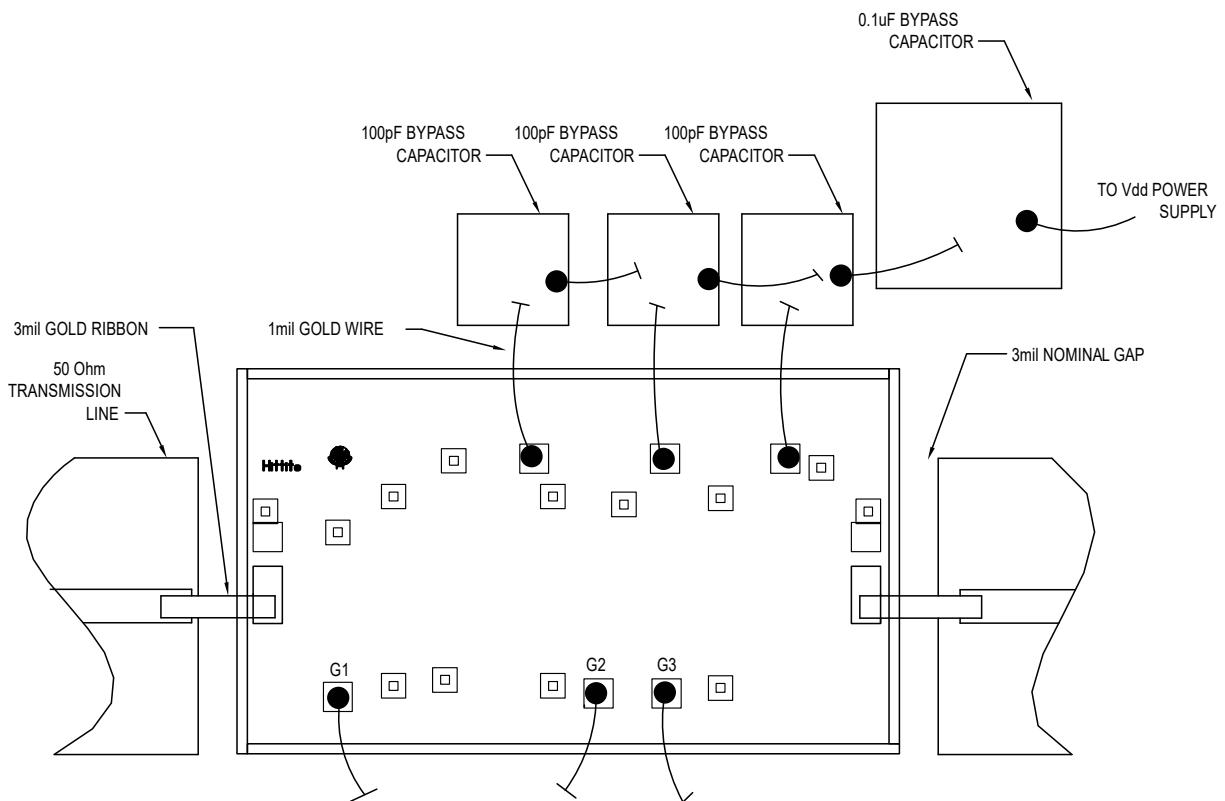 0.1uF BYPASS
CAPACITOR
100pF BYPASS
CAPACITOR
100pF BYPASS
CAPACITOR
100pF BYPASS
CAPACITOR
TO Vdd POWER
SUPPLY
3mil GOLD RIBBON
1mil GOLD WIRE
3mil NOMINAL GAP
50 Ohm
TRANSMISSION
LINE
Hittite
G1
G2
G3